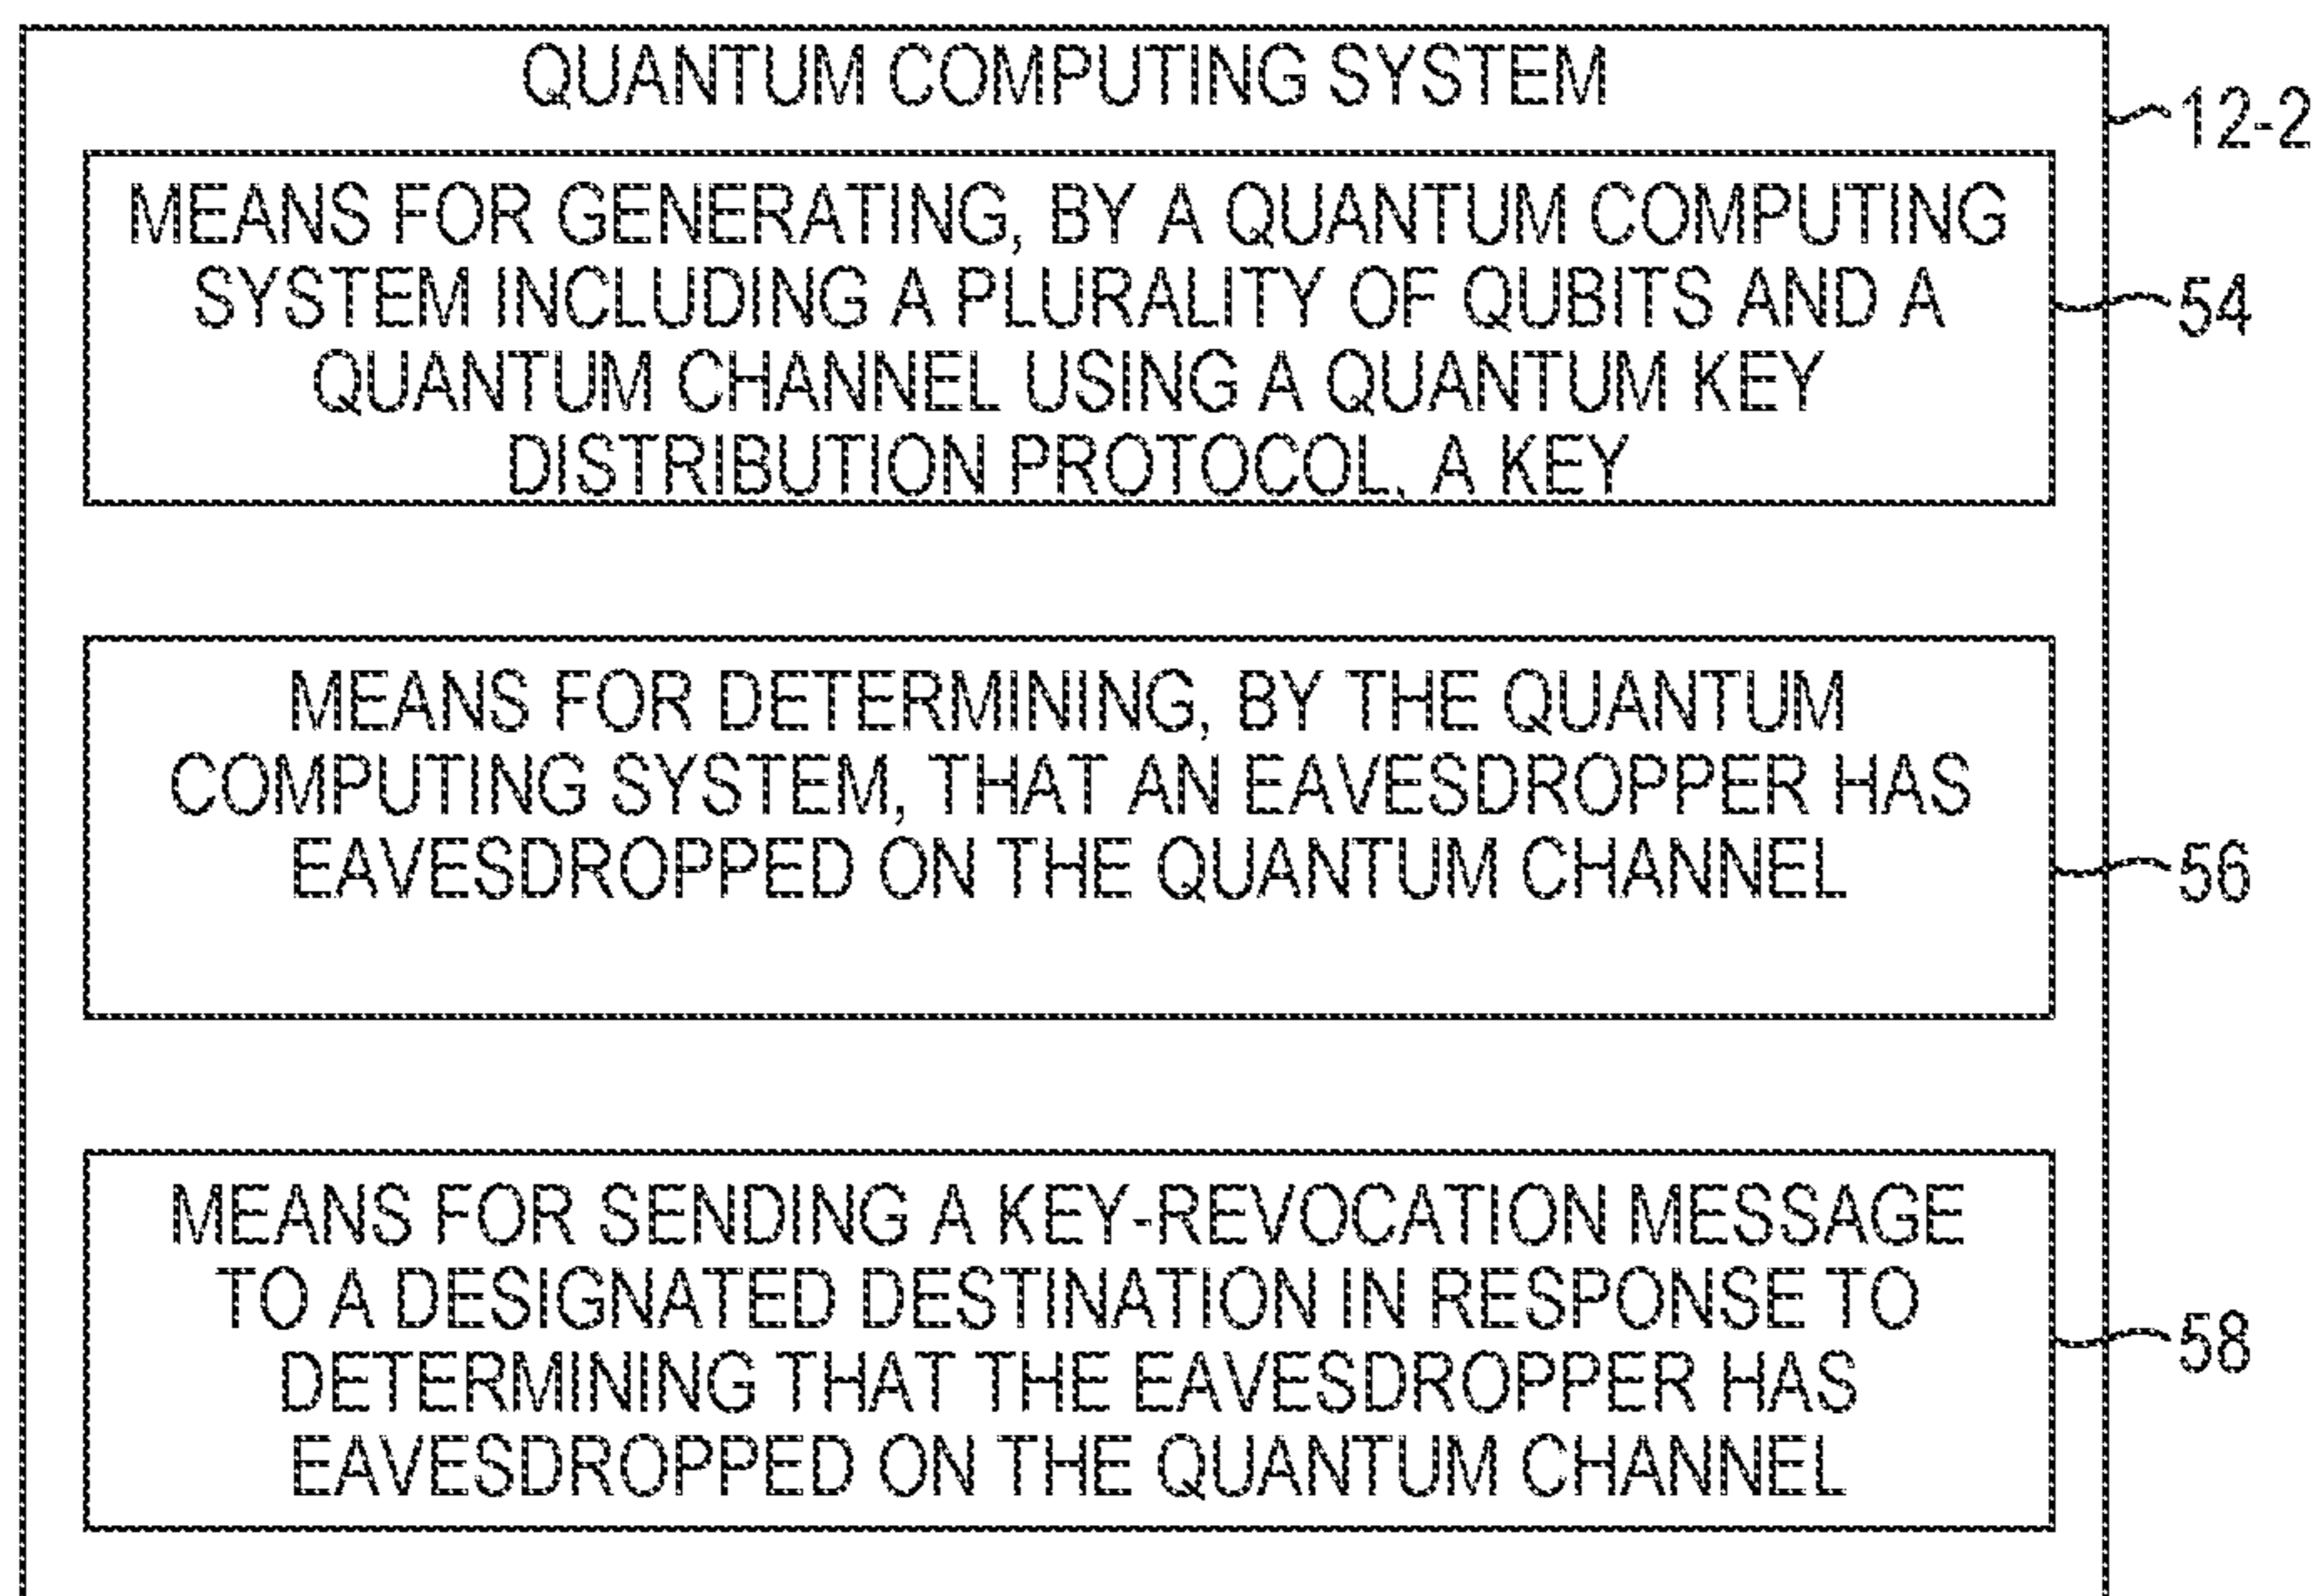 QUANTUM COMPUTING SYSTEM
12-2
MEANS FOR GENERATING, BY A QUANTUM COMPUTING
SYSTEM INCLUDING A PLURALITY OF QUBITS AND A
QUANTUM CHANNEL USING A QUANTUM KEY
DISTRIBUTION PROTOCOL, A KEY
54
MEANS FOR DETERMINING, BY THE QUANTUM
COMPUTING SYSTEM, THAT AN EAVESDROPPER HAS
EAVESDROPPED ON THE QUANTUM CHANNEL
56
MEANS FOR SENDING A KEY-REVOCATION MESSAGE
TO A DESIGNATED DESTINATION IN RESPONSE TO
DETERMINING THAT THE EAVESDROPPER HAS
EAVESDROPPED ON THE QUANTUM CHANNEL
58